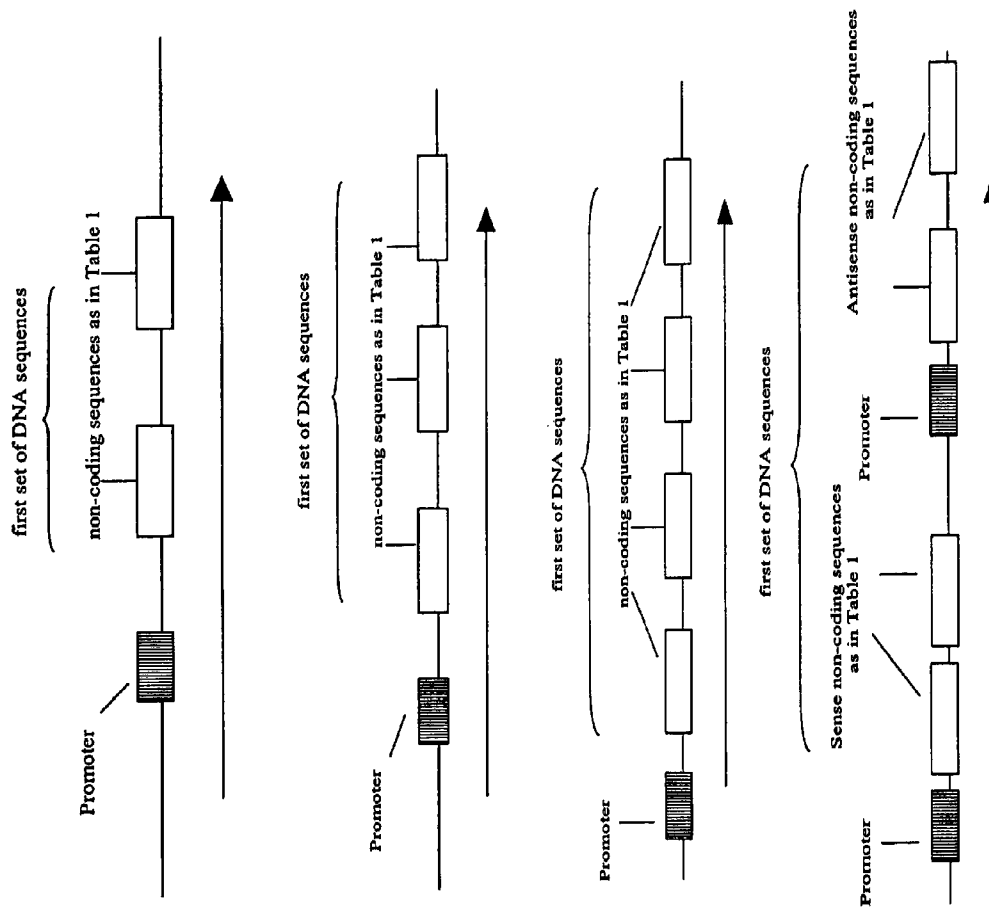 first set of DNA sequences
non-coding sequences as in Table 1
Promoter
first set of DNA sequences
non-coding sequences as in Table 1
Promoter
first set of DNA sequences
non-coding sequences as in Table 1
Promoter
first set of DNA sequences
Antisense non-coding sequences
as in Table 1
Promoter
Sense non-coding sequences
as in Table 1
Promoter